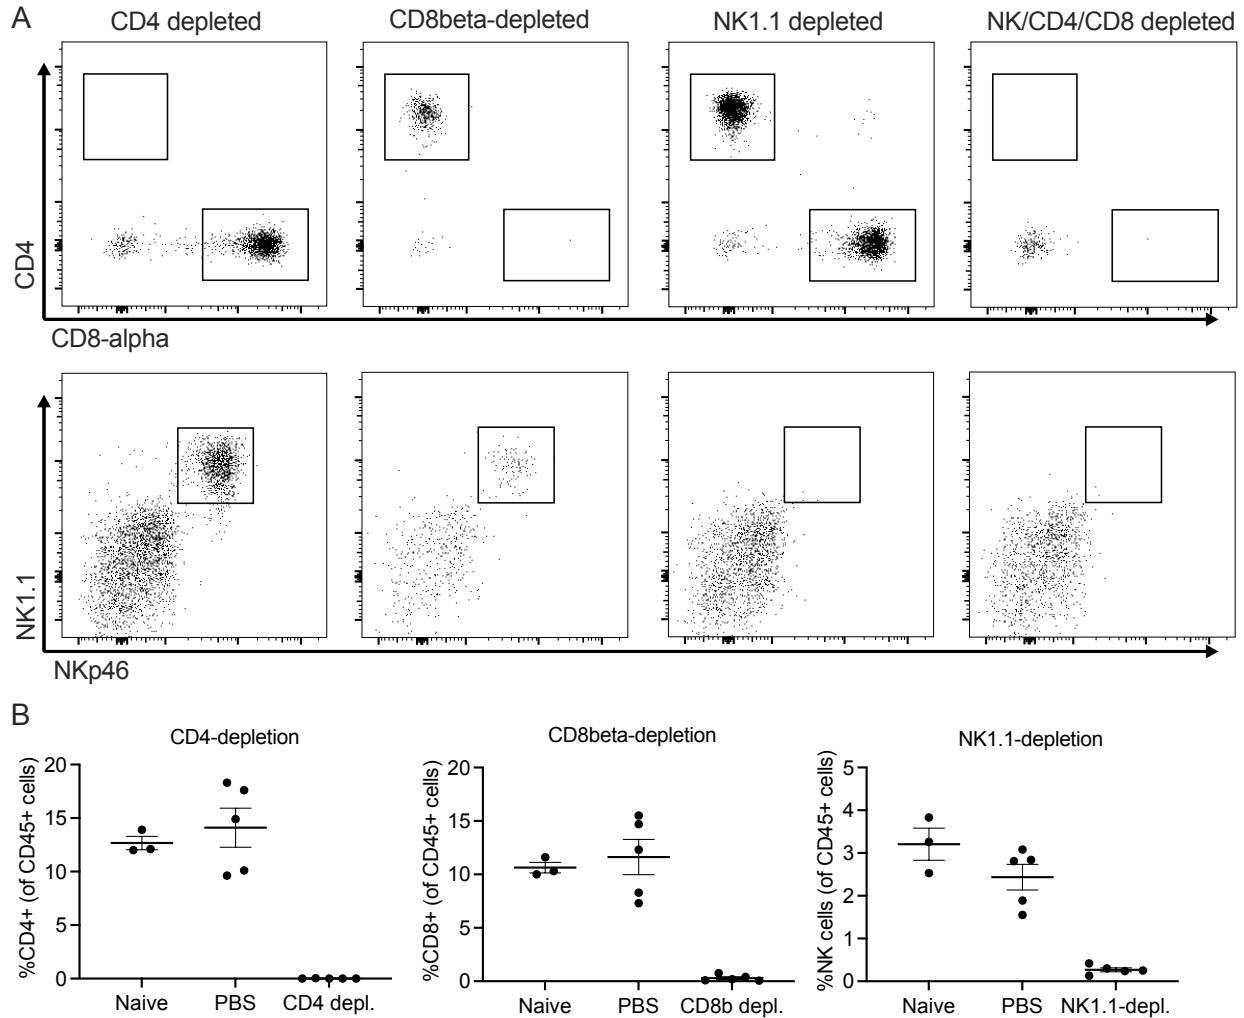 A
CD4 depleted
CD8beta-depleted
NK1.1 depleted
NK/CD4/CD8 depleted
CD4
CD8-alpha
NK1.1
NKp46
B
CD4-depletion
CD8beta-depletion
NK1.1-depletion
%CD4+ (of CD45+ cells)
20
15
10
5
0
Naive
PBS
CD4 depl.
%CD8+ (of CD45+ cells)
20
15
10
5
0
Naive
PBS
CD8b depl.
%NK cells (of CD45+ cells)
5
4
3
2
1
0
Naive
PBS
NK1.1-depl.